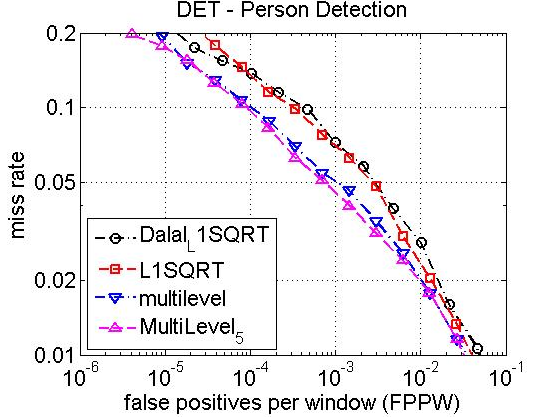 DET - Person Detection
0.2
0.1
0.05
0.02
0.01
miss rate
Dalal_L1SQRT
L1SQRT
multilevel
MultiLevel_5
10^-6
10^-5
10^-4
10^-3
10^-2
10^-1
false positives per window (FPPW)